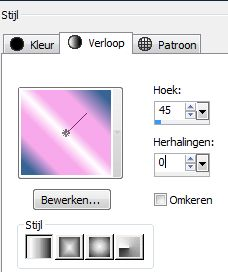 Stijl
Kleur Verloop Patroon
Hoek:
45
Herhalingen:
0
Bewerken...
Omkeren
Stijl